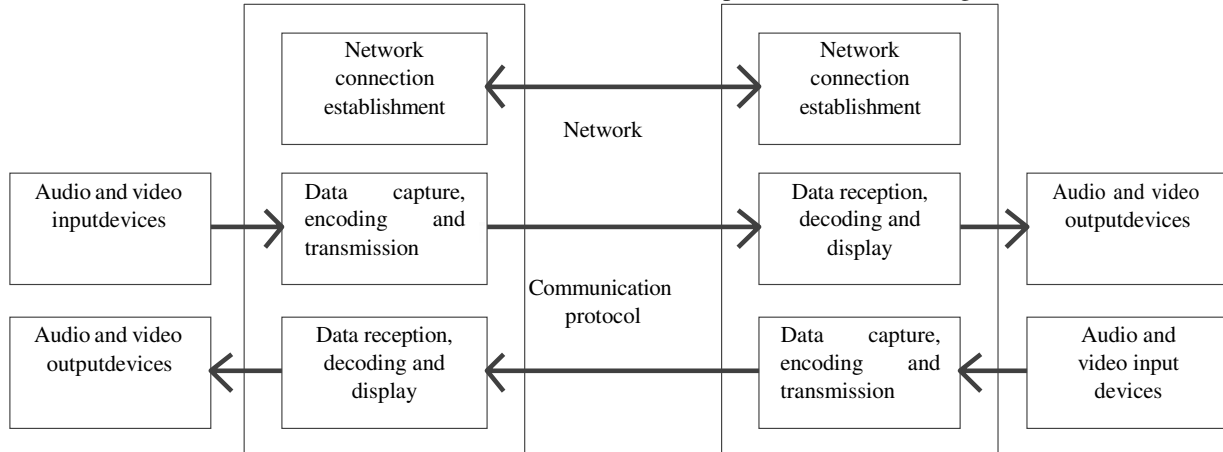 Network
connection
establishment
Network
connection
establishment
Network
Audio and video
inputdevices
Data capture,
encoding and
transmission
Data reception,
decoding and
display
Audio and video
outputdevices
Communication
protocol
Audio and video
outputdevices
Data reception,
decoding and
display
Data capture,
encoding and
transmission
Audio and
video input
devices